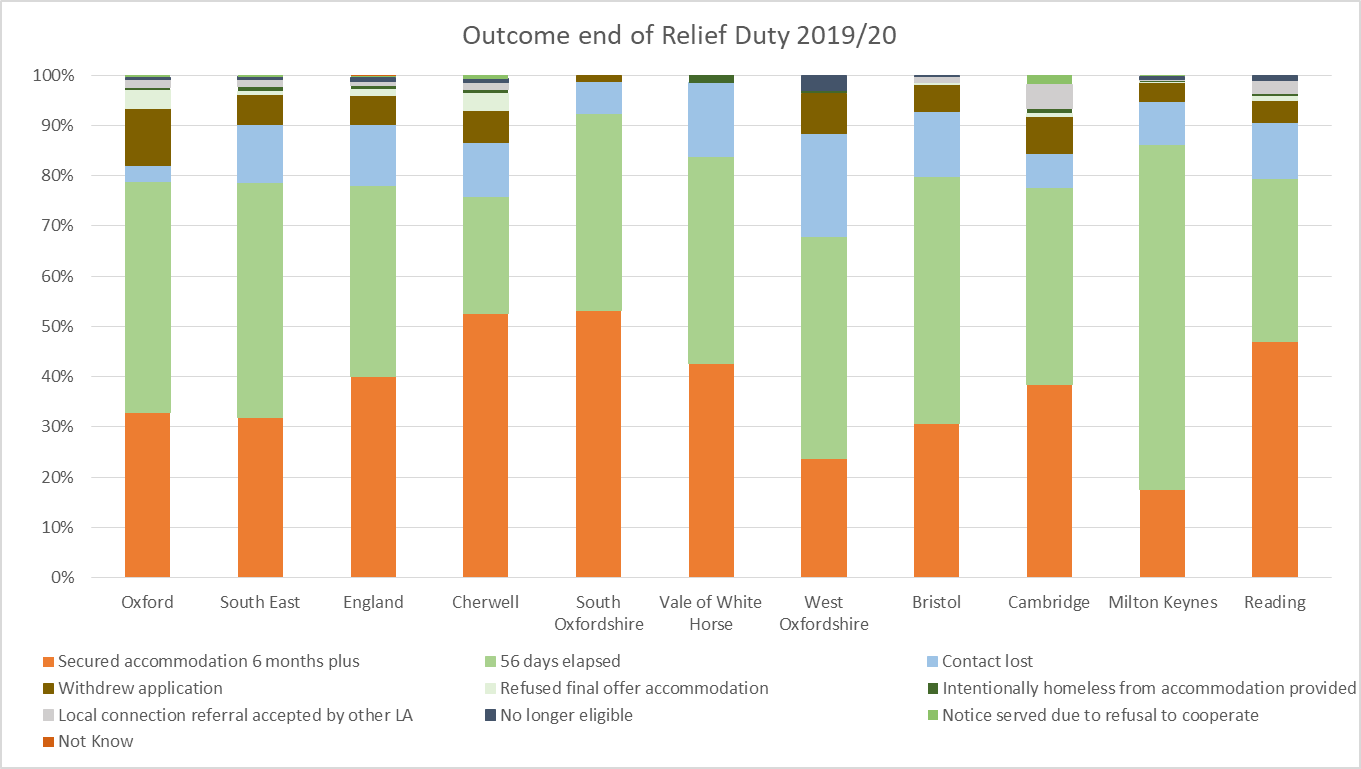 Outcome end of Relief Duty 2019/20
100%
90%
80%
70%
60%
50%
40%
30%
20%
10%
0%
Oxford South East England Cherwell South Vale of White West Bristol Cambridge Milton Keynes Reading
Oxfordshire Horse Oxfordshire
Secured accommodation 6 months plus 56 days elapsed Contact lost
Withdrew application Refused final offer accommodation Intentionally homeless from accommodation provided
Local connection referral accepted by other LA No longer eligible Notice served due to refusal to cooperate
Not Know